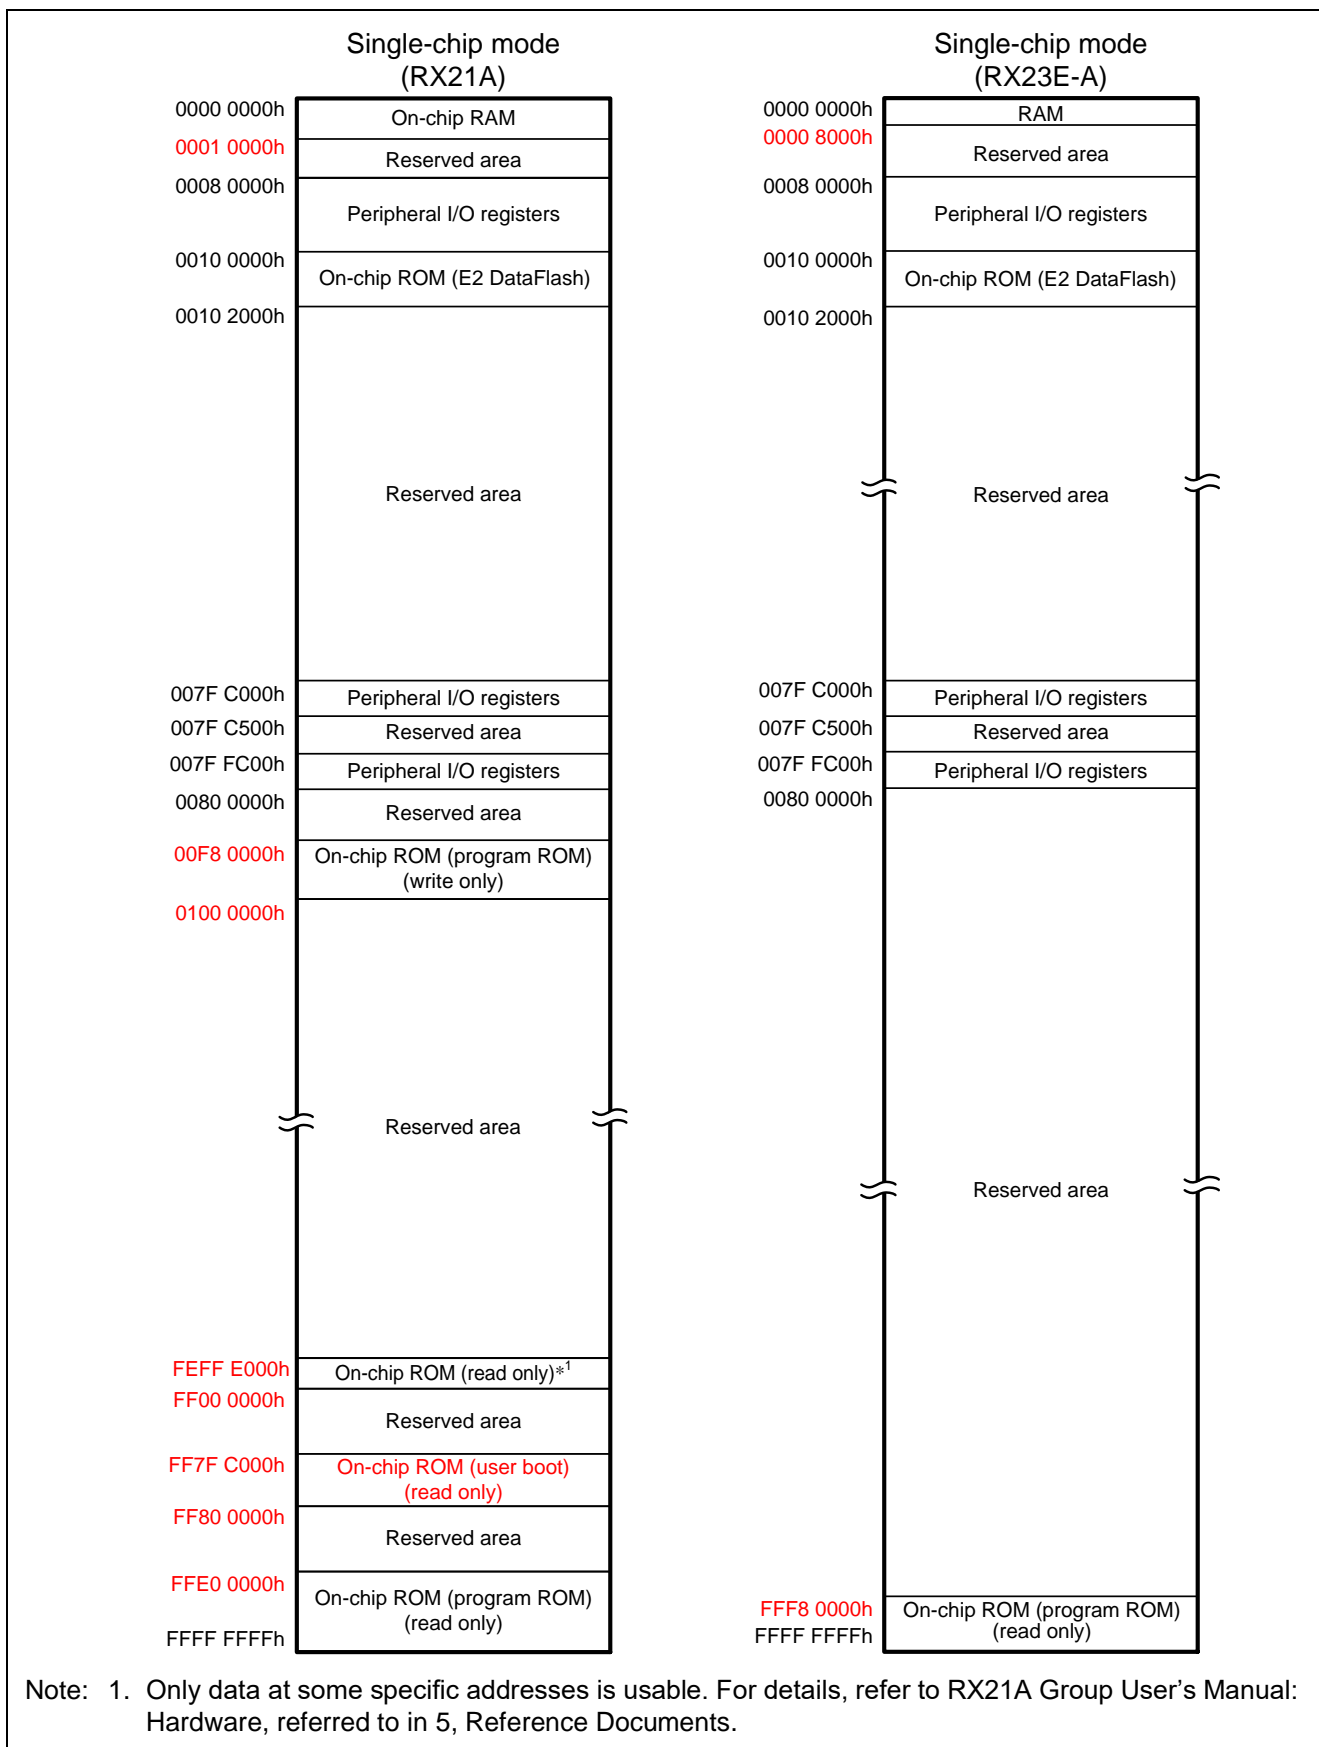 Single-chip mode
(RX21A)
0000 0000h
On-chip RAM
0001 0000h
Reserved area
0008 0000h
Peripheral I/O registers
0010 0000h
On-chip ROM (E2 DataFlash)
0010 2000h
Reserved area
007F C000h
Peripheral I/O registers
007F C500h
Reserved area
007F FC00h
Peripheral I/O registers
0080 0000h
Reserved area
00F8 0000h
On-chip ROM (program ROM)
(write only)
0100 0000h
Reserved area
FEFF E000h
On-chip ROM (read only)*1
FF00 0000h
Reserved area
FF7F C000h
On-chip ROM (user boot)
(read only)
FF80 0000h
Reserved area
FFE0 0000h
On-chip ROM (program ROM)
(read only)
FFFF FFFFh
Single-chip mode
(RX23E-A)
0000 0000h
RAM
0000 8000h
Reserved area
0008 0000h
Peripheral I/O registers
0010 0000h
On-chip ROM (E2 DataFlash)
0010 2000h
Reserved area
007F C000h
Peripheral I/O registers
007F C500h
Reserved area
007F FC00h
Peripheral I/O registers
0080 0000h
Reserved area
FFF8 0000h
On-chip ROM (program ROM)
(read only)
FFFF FFFFh
Note: 1. Only data at some specific addresses is usable. For details, refer to RX21A Group User's Manual:
Hardware, referred to in 5, Reference Documents.